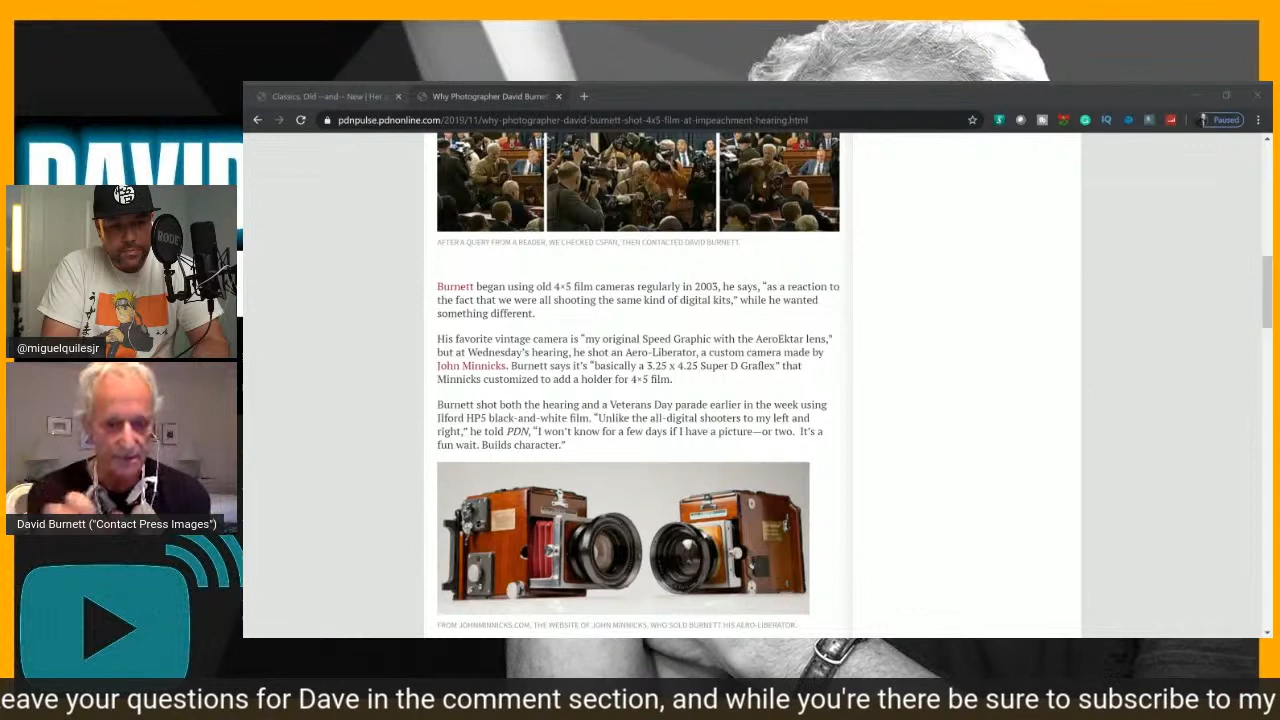 Classics, Old --and-- New | Her
Why Photographer David Burnet
pdnpulse.pdnonline.com/2019/11/why-photographer-david-burnett-shot-4x5-film-at-impeachment-hearing.html
Paused
DAVID
RODE
@miguelquilesjr
David Burnett ("Contact Press Images")
AFTER A QUERY FROM A READER, WE CHECKED CSPAN, THEN CONTACTED DAVID BURNETT.
Burnett began using old 4×5 film cameras regularly in 2003, he says, “as a reaction to
the fact that we were all shooting the same kind of digital kits,” while he wanted
something different.
His favorite vintage camera is “my original Speed Graphic with the AeroEktar lens,”
but at Wednesday’s hearing, he shot an Aero-Liberator, a custom camera made by
John Minnicks. Burnett says it’s “basically a 3.25 x 4.25 Super D Graflex” that
Minnicks customized to add a holder for 4×5 film.
Burnett shot both the hearing and a Veterans Day parade earlier in the week using
Ilford HP5 black-and-white film. “Unlike the all-digital shooters to my left and
right,” he told PDN, “I won’t know for a few days if I have a picture—or two.  It’s a
fun wait. Builds character.”
FROM JOHNMINNICKS.COM, THE WEBSITE OF JOHN MINNICKS, WHO SOLD BURNETT HIS AERO-LIBERATOR.
eave your questions for Dave in the comment section, and while you're there be sure to subscribe to my